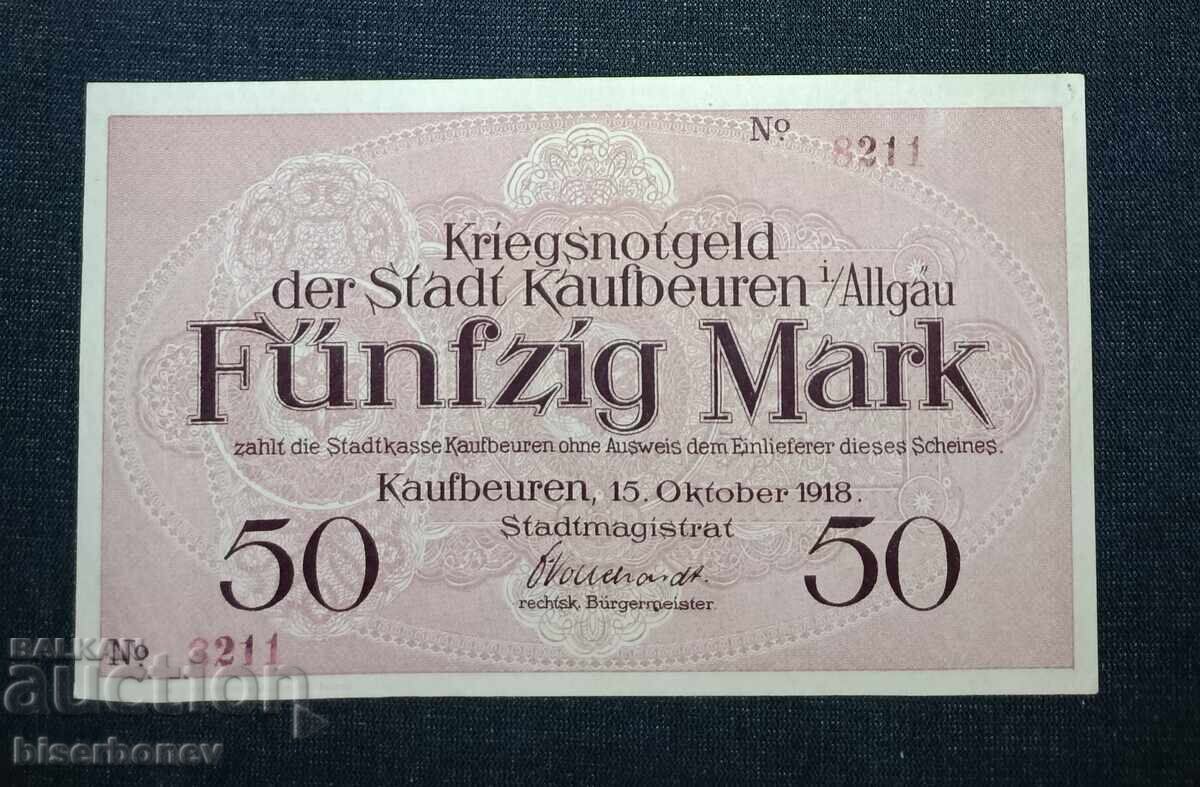 Nº 8211
Kriegsnotgeld
der Stadt Kaufbeuren i/Allgäu
Fünfzig Mark
zahlt die Stadtkasse Kaufbeuren ohne Ausweis dem Einlieferer dieses Scheines.
Kaufbeuren, 15. Oktober 1918.
Stadtmagistrat
50 50
rechtsk. Bürgermeister
Nº 8211
BALKAN
auction
biserbonev